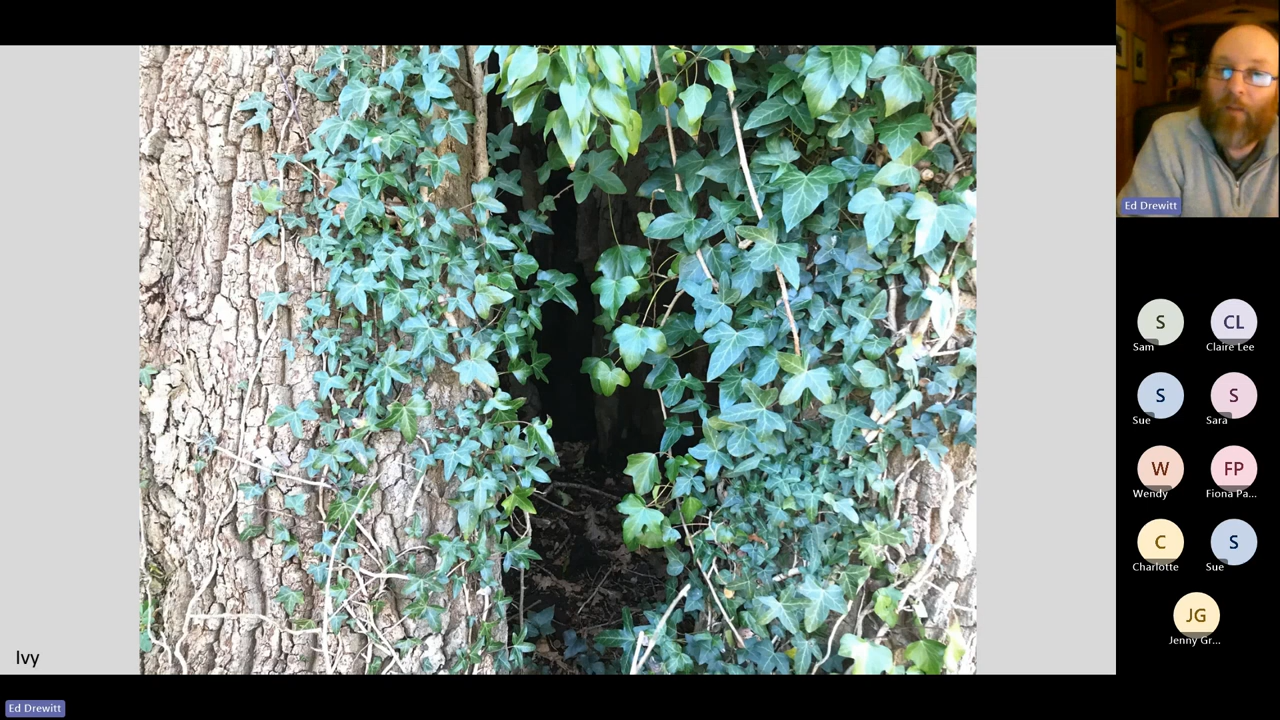 Ed Drewitt
S
CL
Sam
Claire Lee
S
S
Sue
Sara
W
FP
Wendy
Fiona Pa...
C
S
Charlotte
Sue
JG
Jenny Gr...
Ivy
Ed Drewitt